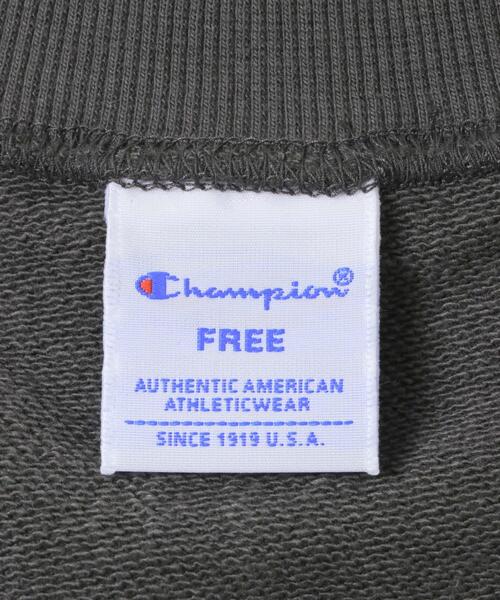 Champion®
FREE
AUTHENTIC AMERICAN
ATHLETICWEAR
SINCE 1919 U.S.A.